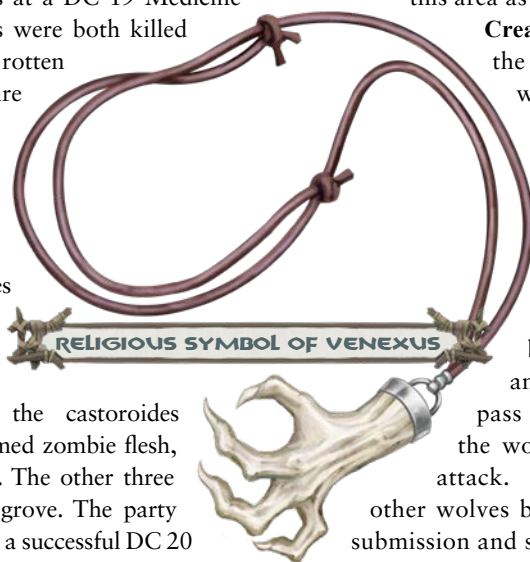 at a DC 19 Medicine
were both killed
rotten
re
es
RELIGIOUS SYMBOL OF VENEXUS
the castoroides
med zombie flesh,
. The other three
grove. The party
a successful DC 20
this area as
Crea
the
w
an
pass
the wo
attack.
other wolves b
submission and s